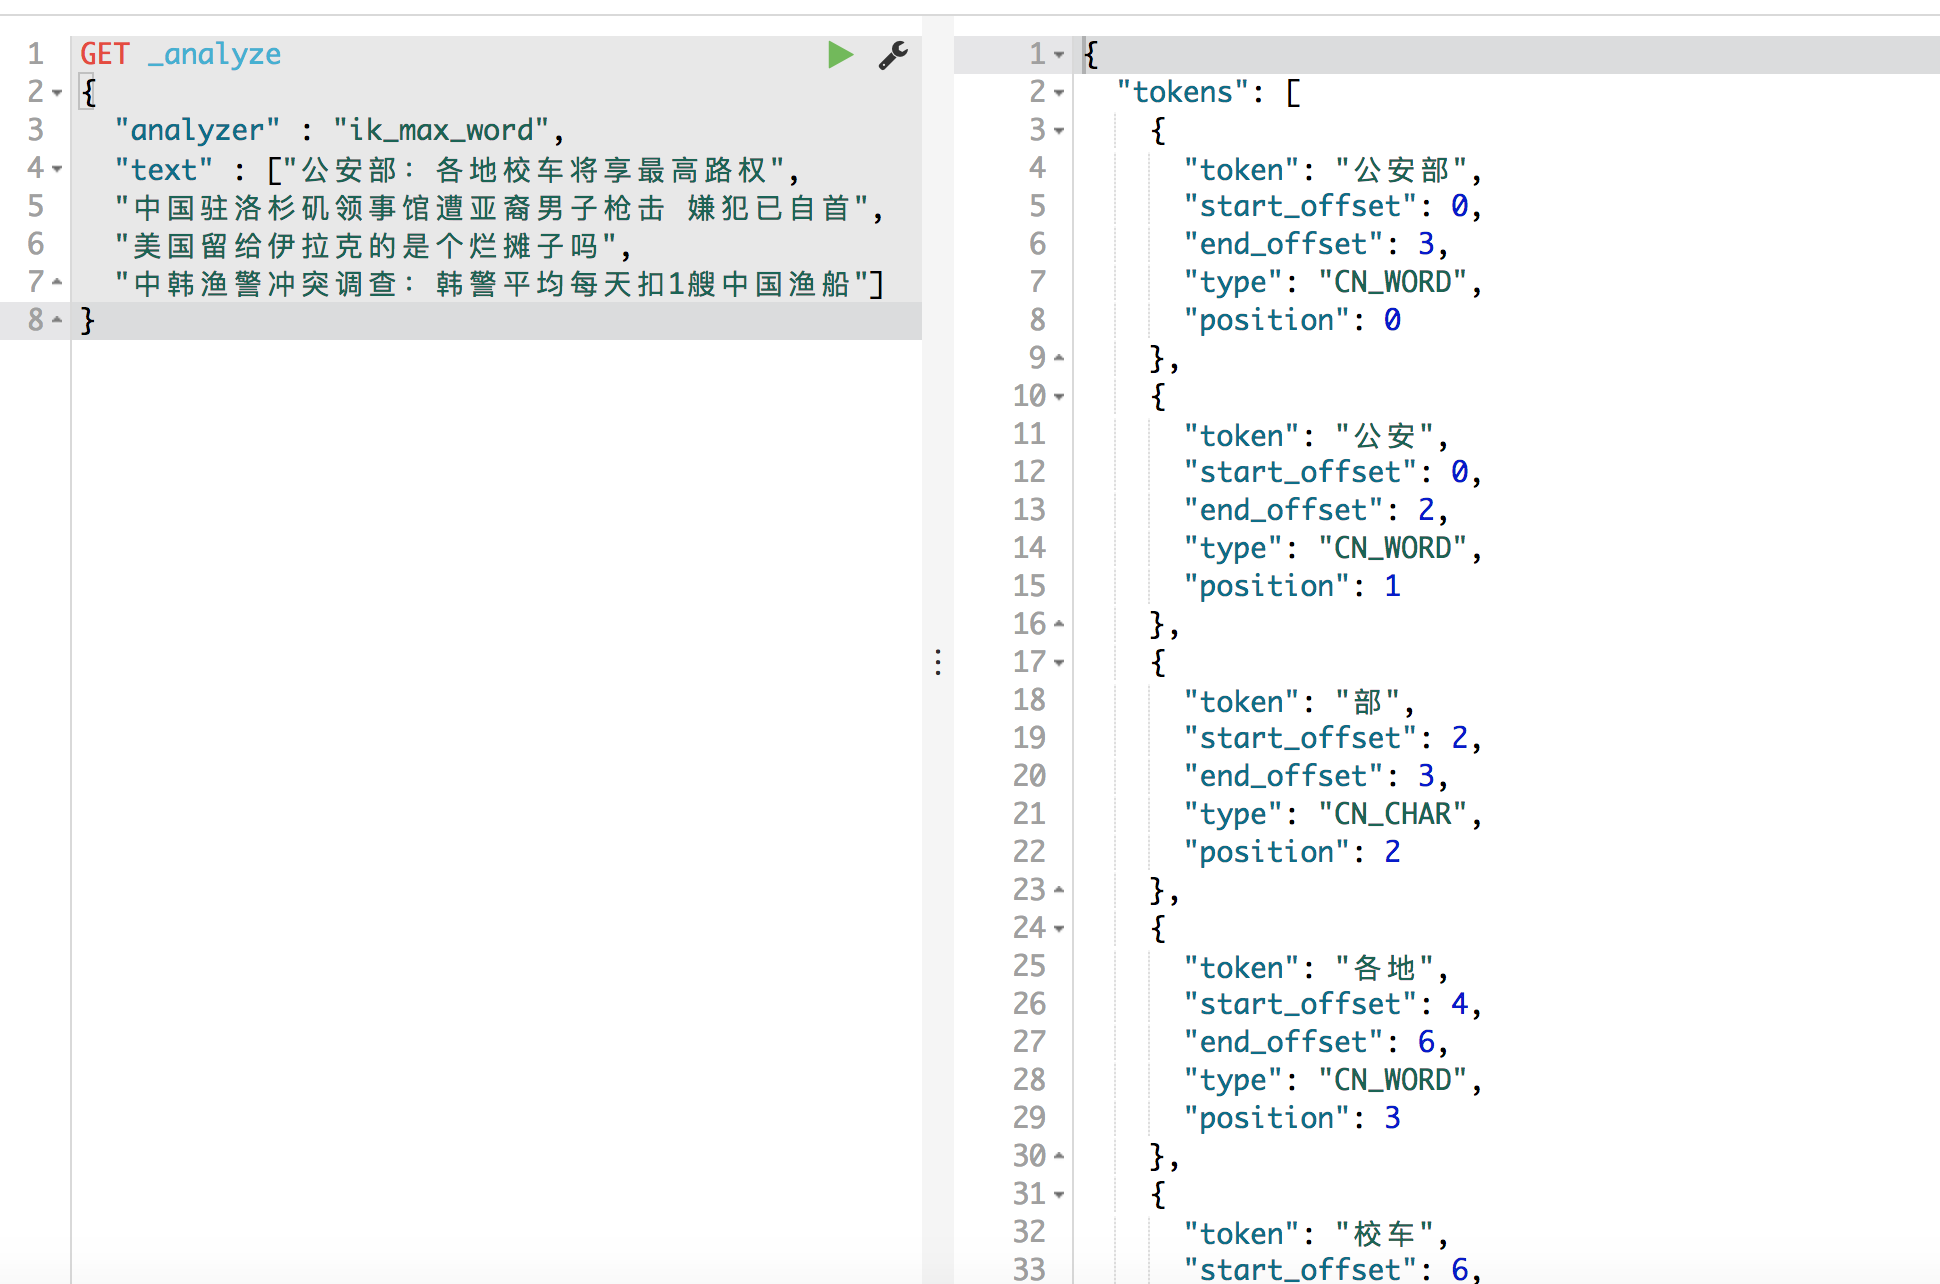 1 GET _analyze
2 {
3 "analyzer" : "ik_max_word",
4 "text" : ["公安部：各地校车将享最高路权",
5 "中国驻洛杉矶领事馆遭亚裔男子枪击 嫌犯已自首",
6 "美国留给伊拉克的是个烂摊子吗",
7 "中韩渔警冲突调查：韩警平均每天扣1艘中国渔船"]
8 }
1 {
2 "tokens": [
3 {
4 "token": "公安部",
5 "start_offset": 0,
6 "end_offset": 3,
7 "type": "CN_WORD",
8 "position": 0
9 },
10 {
11 "token": "公安",
12 "start_offset": 0,
13 "end_offset": 2,
14 "type": "CN_WORD",
15 "position": 1
16 },
17 {
18 "token": "部",
19 "start_offset": 2,
20 "end_offset": 3,
21 "type": "CN_CHAR",
22 "position": 2
23 },
24 {
25 "token": "各地",
26 "start_offset": 4,
27 "end_offset": 6,
28 "type": "CN_WORD",
29 "position": 3
30 },
31 {
32 "token": "校车",
33 "start_offset": 6,